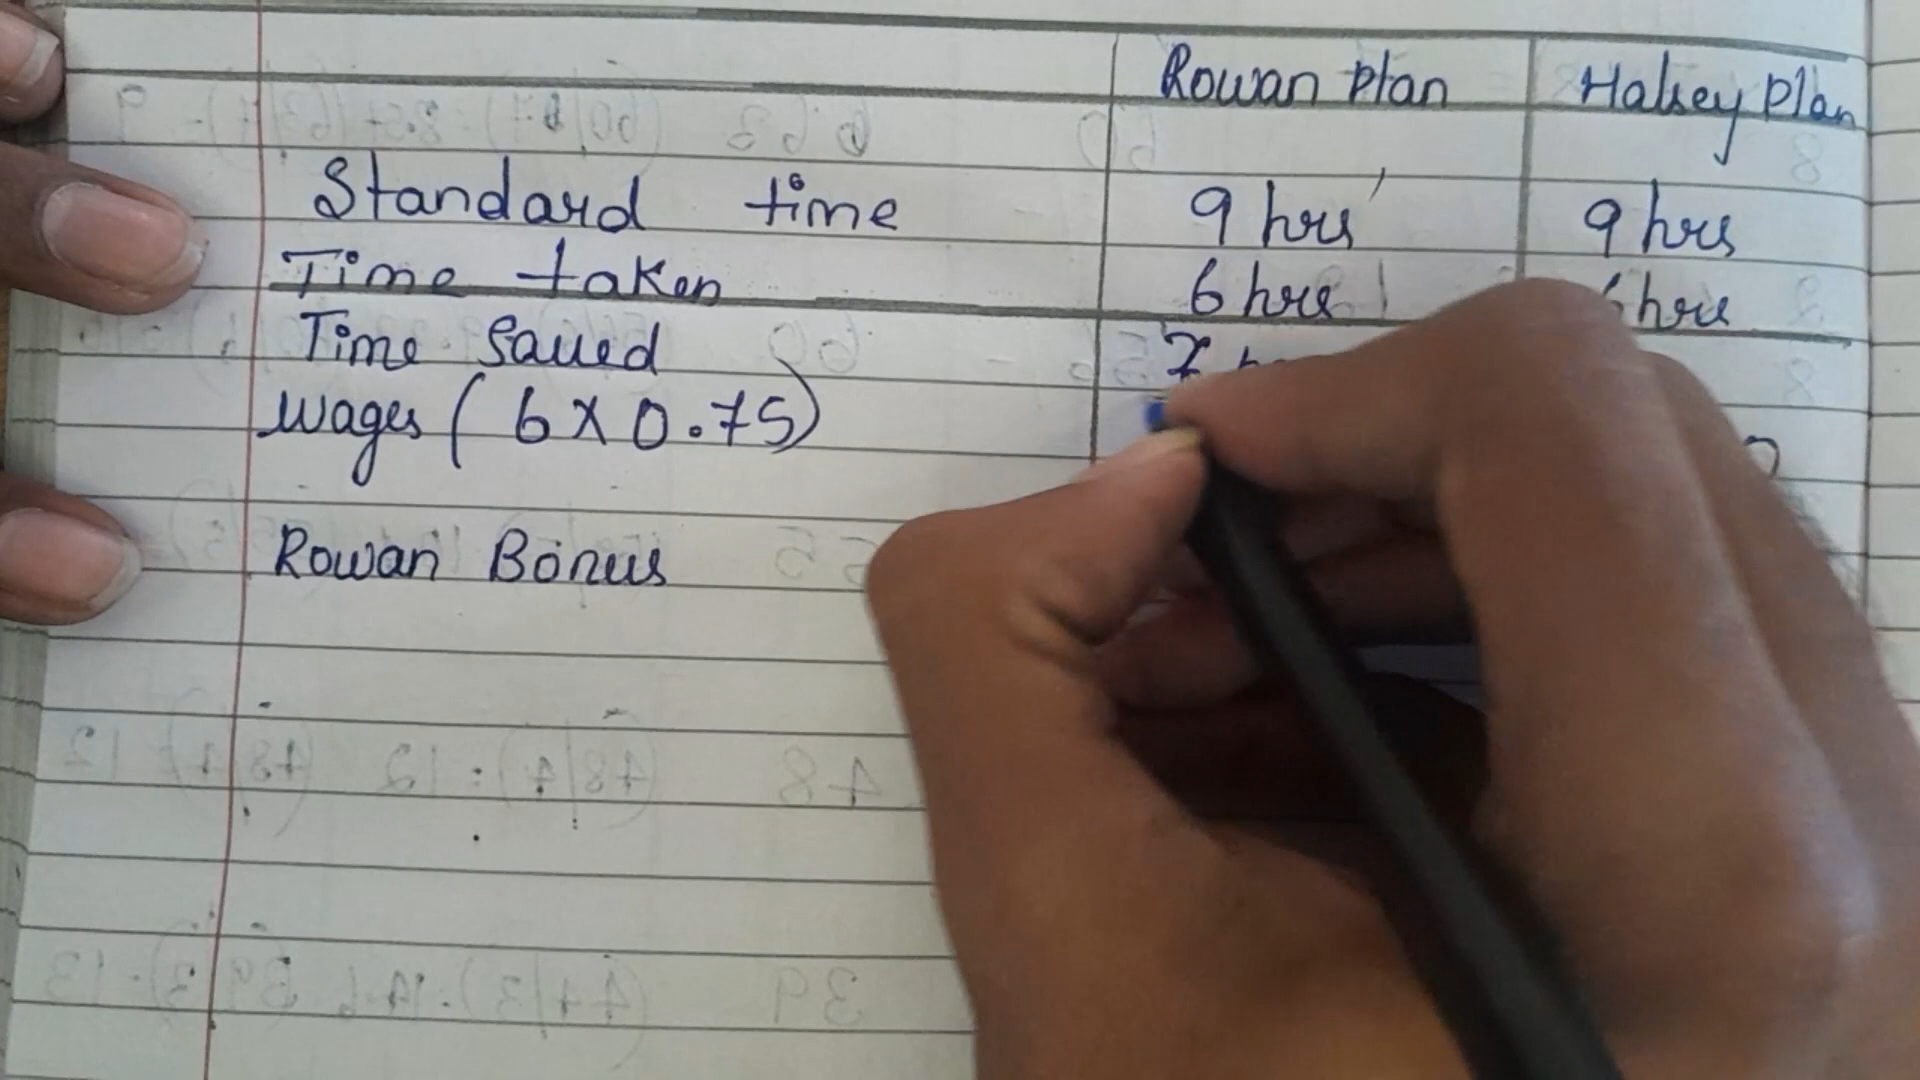 Rowan Plan Halsey Plan
Standard time 9 hrs 9 hrs
Time taken 6 hrs hrs
Time saved
wages (6 x 0.75)
Rowan Bonus